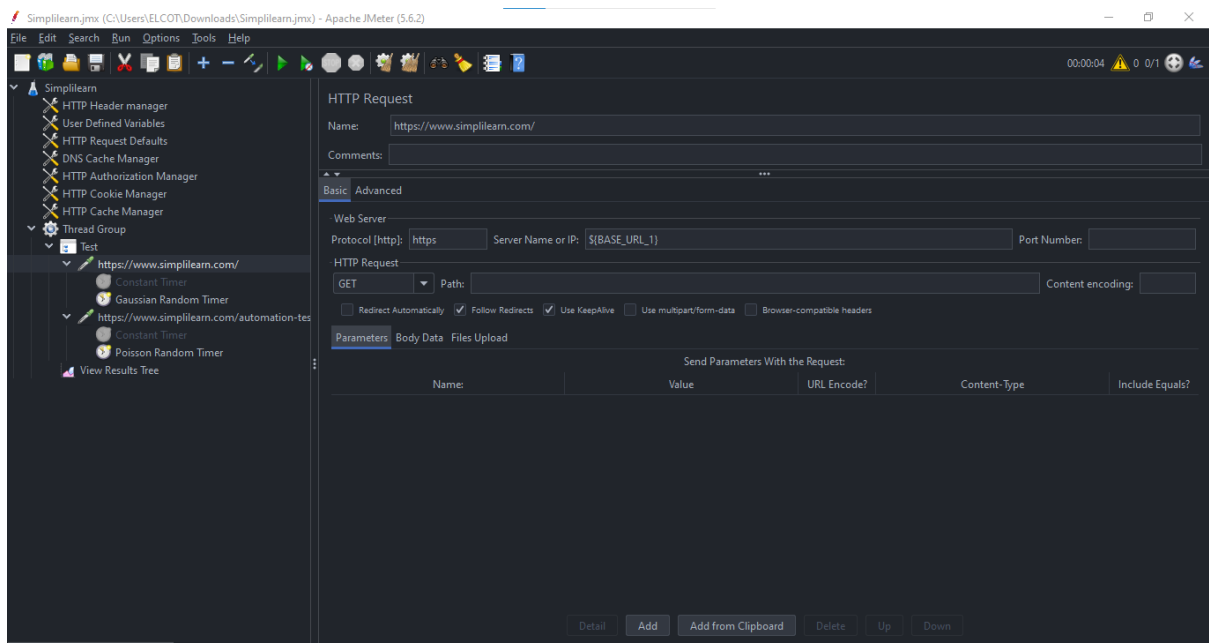 Simplilearn.jmx (C:\Users\ELCOT\Downloads\Simplilearn.jmx) - Apache JMeter (5.6.2)
File Edit Search Run Options Tools Help
00:00:04 0 0/1
Simplilearn
HTTP Header manager
User Defined Variables
HTTP Request Defaults
DNS Cache Manager
HTTP Authorization Manager
HTTP Cookie Manager
HTTP Cache Manager
Thread Group
Test
https://www.simplilearn.com/
Constant Timer
Gaussian Random Timer
https://www.simplilearn.com/automation-tes
Constant Timer
Poisson Random Timer
View Results Tree
HTTP Request
Name: https://www.simplilearn.com/
Comments:
Basic Advanced
Web Server
Protocol [http]: https Server Name or IP: ${BASE_URL_1} Port Number:
HTTP Request
GET Path: Content encoding:
Redirect Automatically Follow Redirects Use KeepAlive Use multipart/form-data Browser-compatible headers
Parameters Body Data Files Upload
Send Parameters With the Request:
Name: Value URL Encode? Content-Type Include Equals?
Detail Add Add from Clipboard Delete Up Down